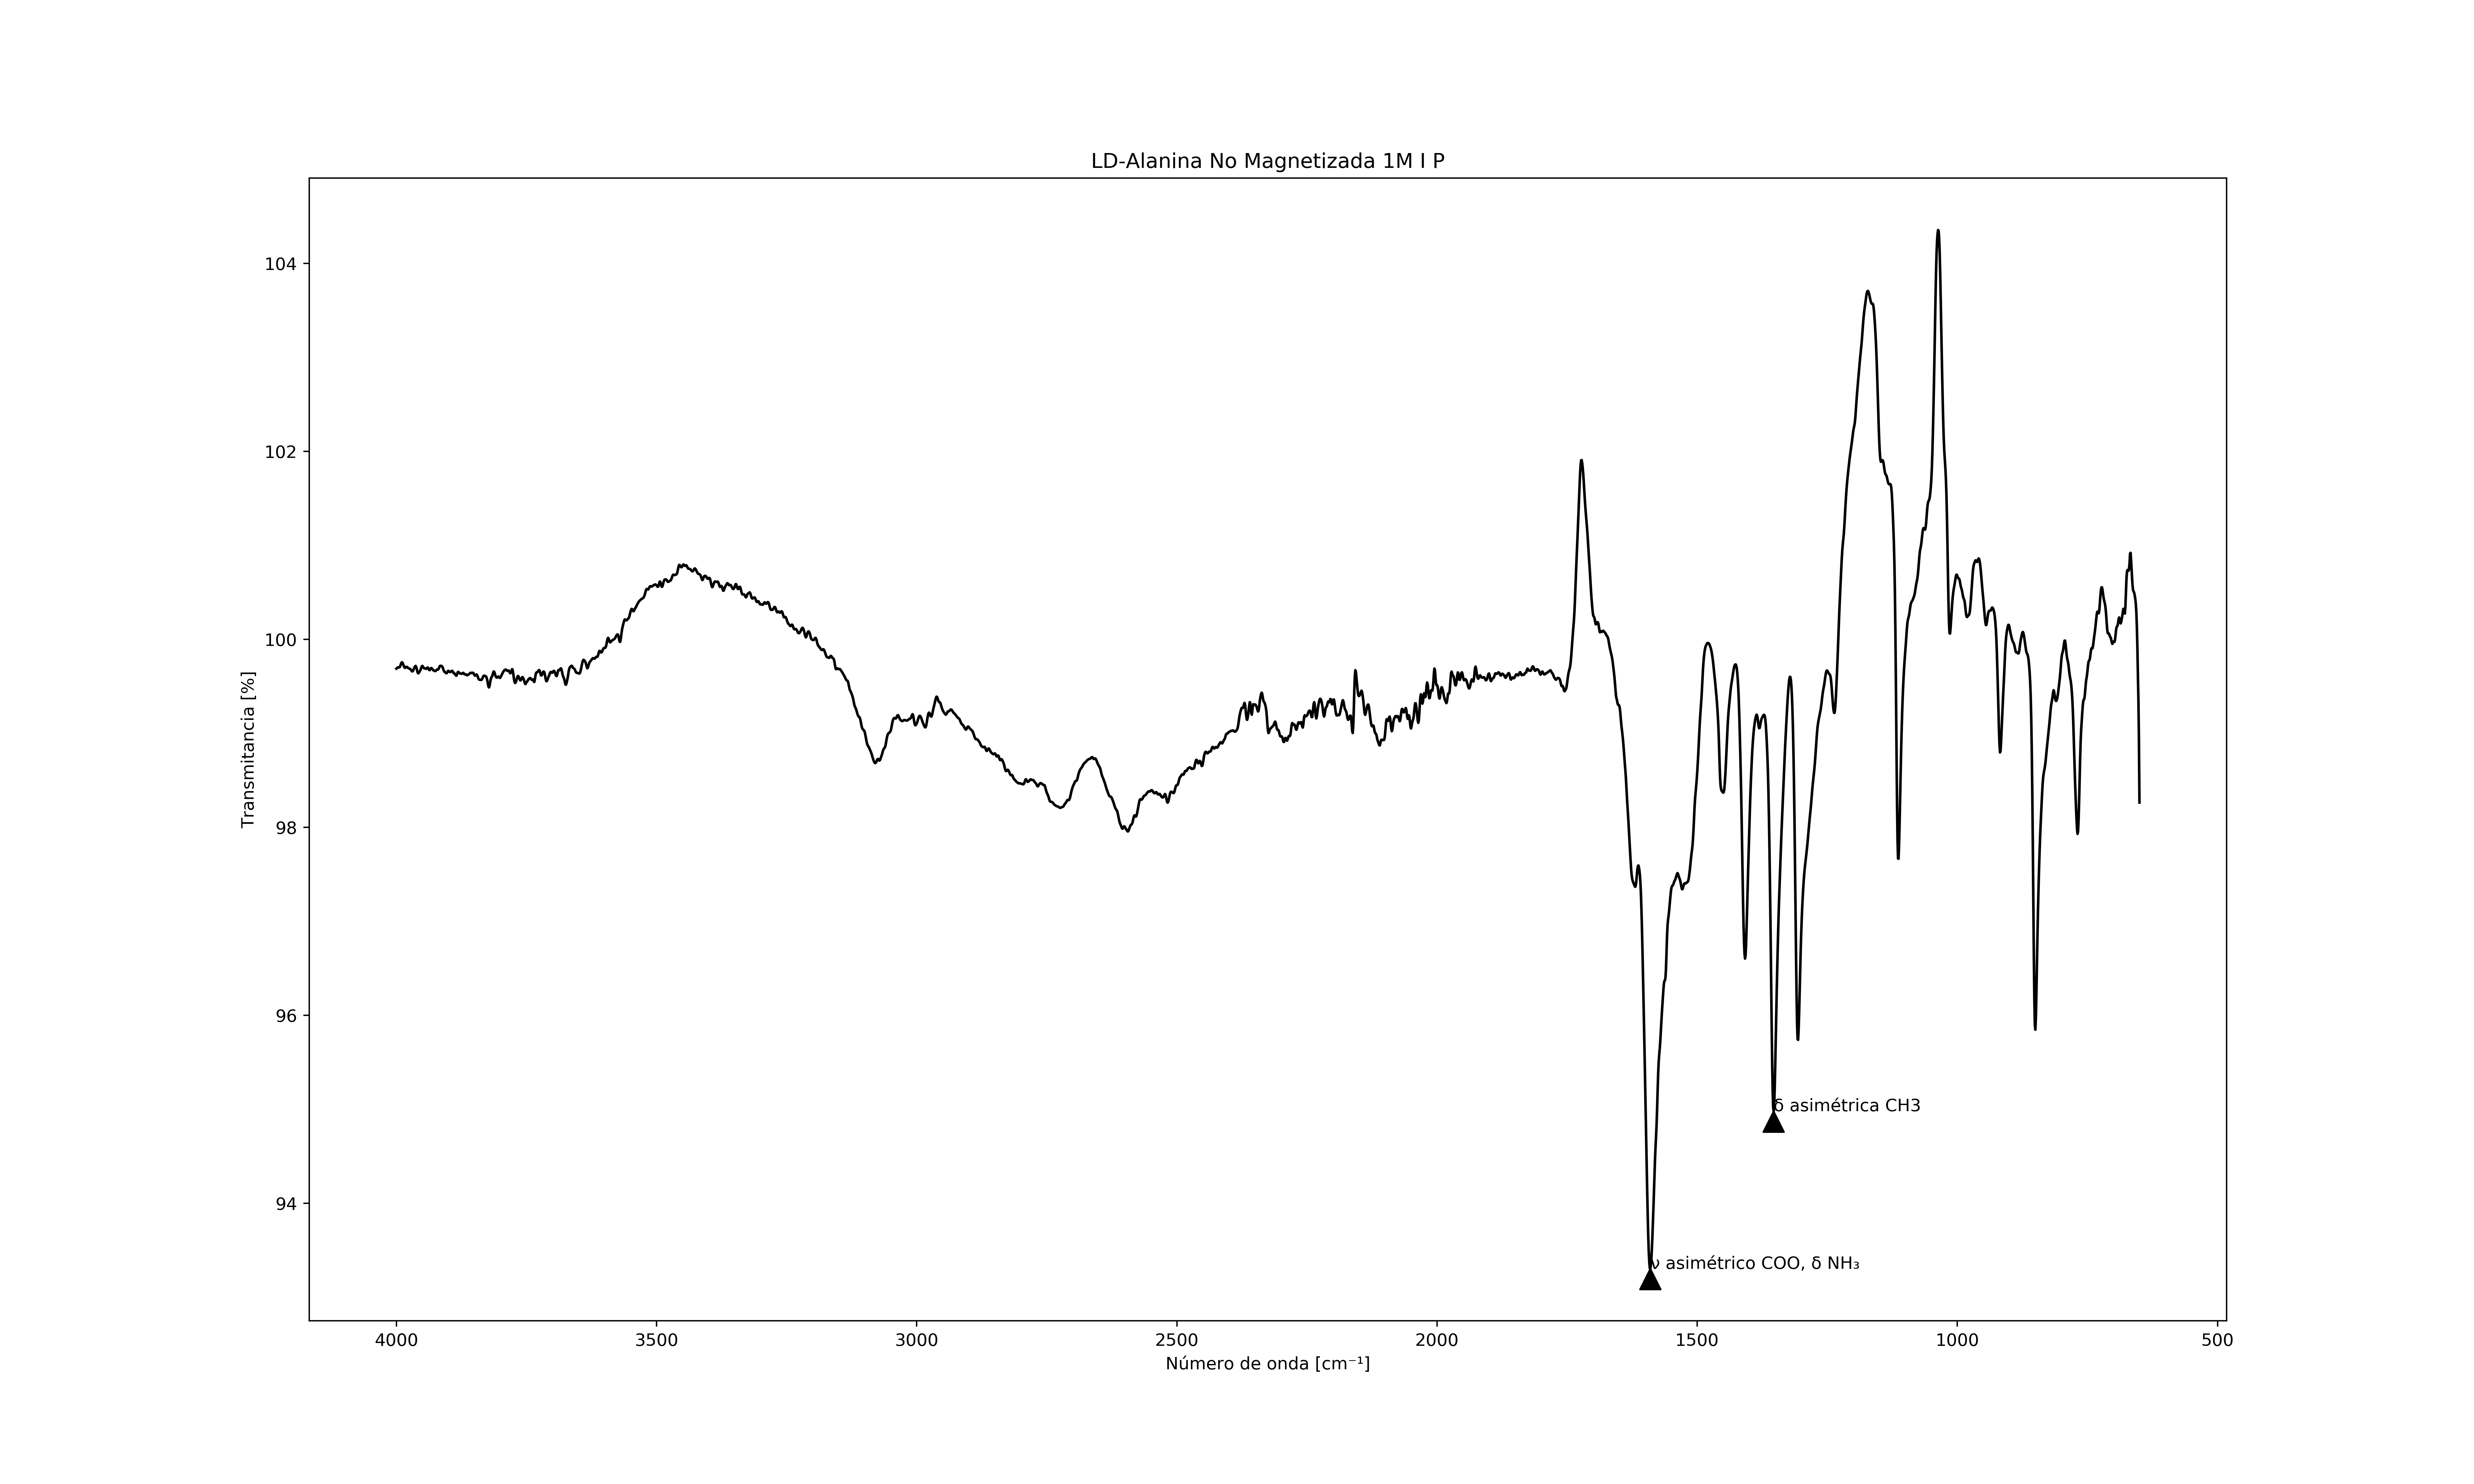 LD-Alanina No Magnetizada 1M I P
Transmitancia [%]
104
102
100
98
96
94
δ asimétrica CH3
ν asimétrico COO, δ NH₃
4000 3500 3000 2500 2000 1500 1000 500
Número de onda [cm⁻¹]